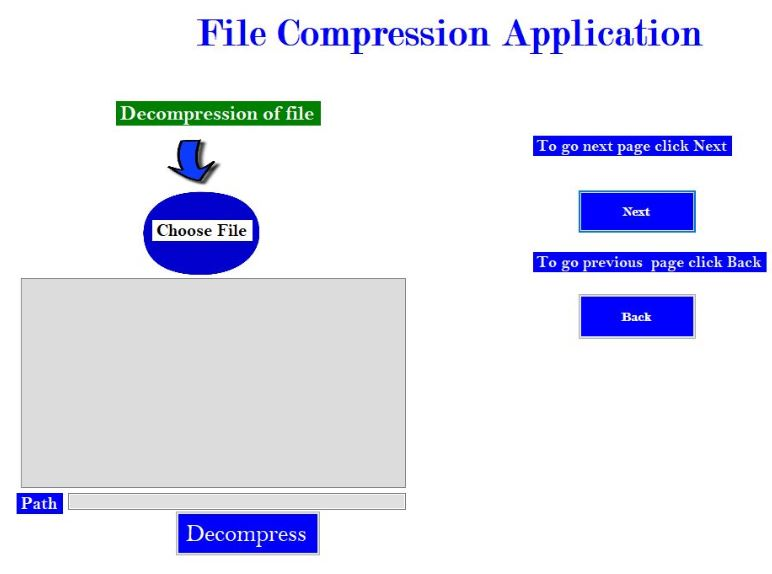 File Compression Application
Decompression of file
Choose File
Path
Decompress
To go next page click Next
Next
To go previous  page click Back
Back